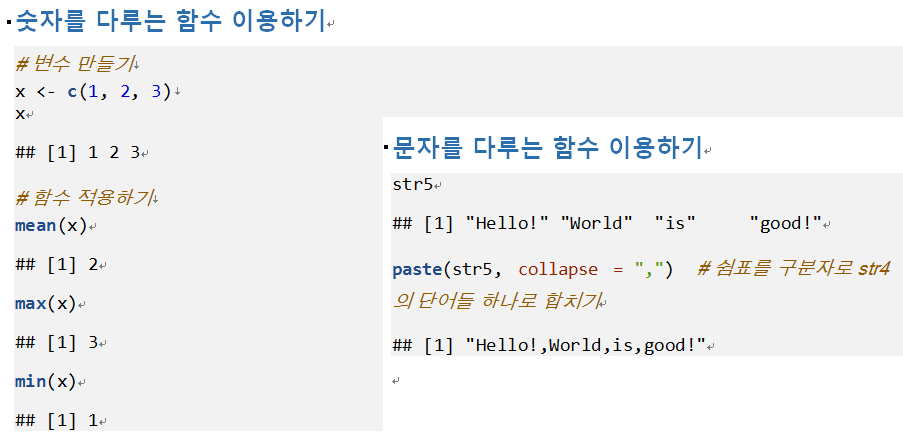 숫자를 다루는 함수 이용하기
# 변수 만들기
x <- c(1, 2, 3)
x
## [1] 1 2 3
# 함수 적용하기
mean(x)
## [1] 2
max(x)
## [1] 3
min(x)
## [1] 1
문자를 다루는 함수 이용하기
str5
## [1] "Hello!" "World"  "is"     "good!"
paste(str5, collapse = ",")  # 쉼표를 구분자로 str4
의 단어들 하나로 합치기
## [1] "Hello!,World,is,good!"